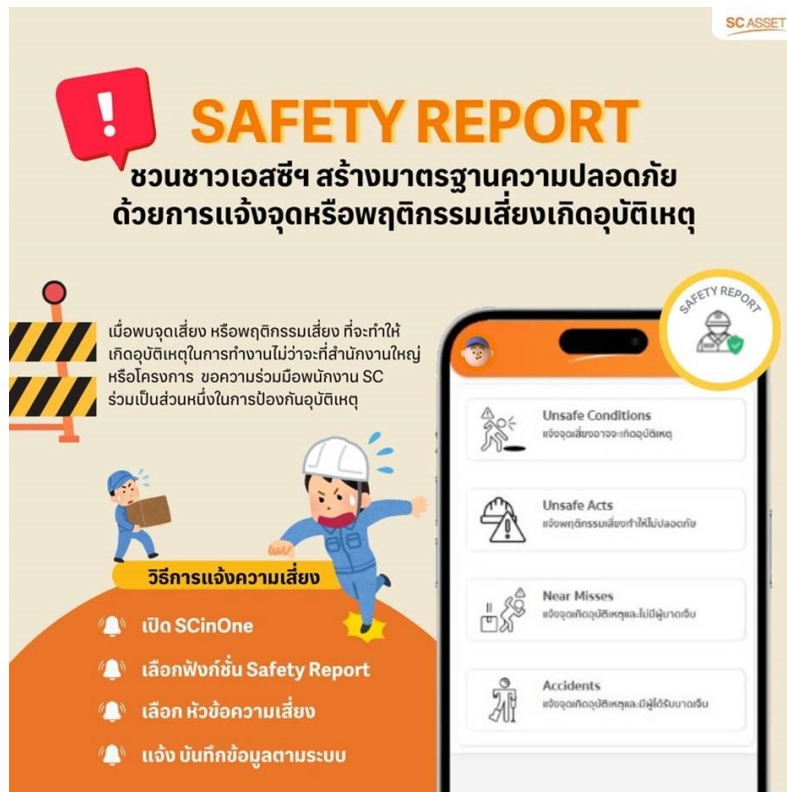 SC ASSET
!
SAFETY REPORT
ชวนชาวเอสซีฯ สร้างมาตรฐานความปลอดภัย
ด้วยการแจ้งจุดหรือพฤติกรรมเสี่ยงเกิดอุบัติเหตุ
เมื่อพบจุดเสี่ยง หรือพฤติกรรมเสี่ยง ที่จะทำให้
เกิดอุบัติเหตุในการทำงานไม่ว่าจะที่สำนักงานใหญ่
หรือโครงการ ขอความร่วมมือพนักงาน SC
ร่วมเป็นส่วนหนึ่งในการป้องกันอุบัติเหตุ
วิธีการแจ้งความเสี่ยง
เปิด SCinOne
เลือกฟังก์ชั่น Safety Report
เลือก หัวข้อความเสี่ยง
แจ้ง บันทึกข้อมูลตามระบบ
SAFETY REPORT
Unsafe Conditions
แจ้งจุดเสี่ยงอาจจะเกิดอุบัติเหตุ
Unsafe Acts
แจ้งพฤติกรรมเสี่ยงทำให้ไม่ปลอดภัย
Near Misses
แจ้งจุดเกิดอุบัติเหตุและไม่มีผู้บาดเจ็บ
Accidents
แจ้งจุดเกิดอุบัติเหตุและมีผู้ได้รับบาดเจ็บ